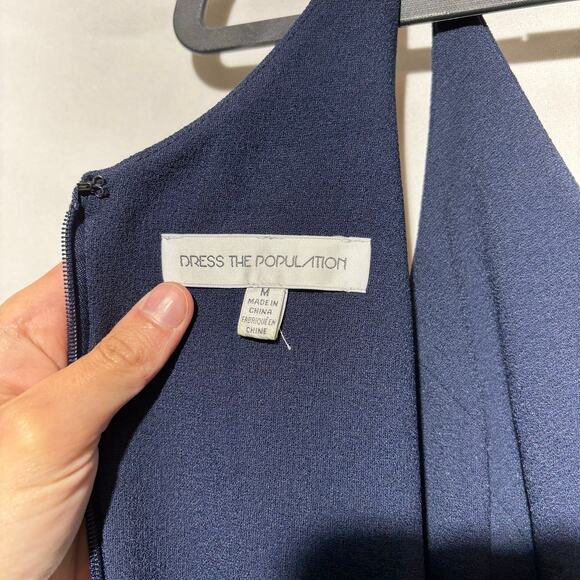 DRESS THE POPULATION
M
MADE IN
CHINA
FABRIQUÉ EN
CHINE